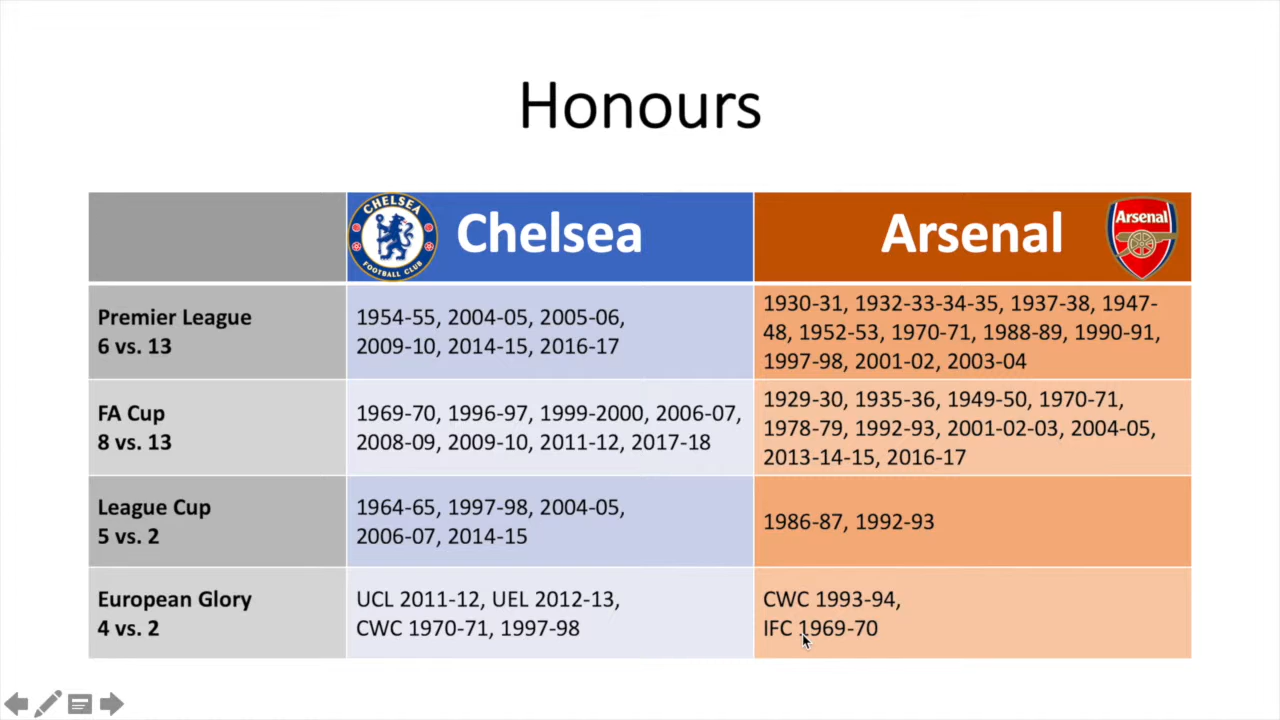 Honours
CHELSEA
FOOTBALL CLUB
Chelsea
Arsenal
Arsenal
Premier League
6 vs. 13
1954-55, 2004-05, 2005-06,
2009-10, 2014-15, 2016-17
1930-31, 1932-33-34-35, 1937-38, 1947-
48, 1952-53, 1970-71, 1988-89, 1990-91,
1997-98, 2001-02, 2003-04
FA Cup
8 vs. 13
1969-70, 1996-97, 1999-2000, 2006-07,
2008-09, 2009-10, 2011-12, 2017-18
1929-30, 1935-36, 1949-50, 1970-71,
1978-79, 1992-93, 2001-02-03, 2004-05,
2013-14-15, 2016-17
League Cup
5 vs. 2
1964-65, 1997-98, 2004-05,
2006-07, 2014-15
1986-87, 1992-93
European Glory
4 vs. 2
UCL 2011-12, UEL 2012-13,
CWC 1970-71, 1997-98
CWC 1993-94,
IFC 1969-70